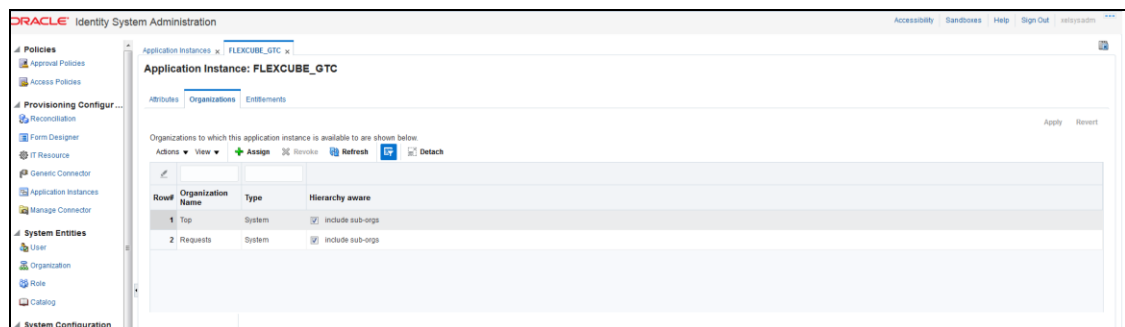 ORACLE® Identity System Administration
Accessibility Sandboxes Help Sign Out xelsysadm
Policies
Approval Policies
Access Policies
Provisioning Configur...
Reconciliation
Form Designer
IT Resource
Generic Connector
Application Instances
Manage Connector
System Entities
User
Organization
Role
Catalog
System Configuration
Application Instances x FLEXCUBE_GTC x
Application Instance: FLEXCUBE_GTC
Attributes Organizations Entitlements
Apply Revert
Organizations to which this application instance is available to are shown below.
Actions View Assign Revoke Refresh Detach
Row# Organization Name Type Hierarchy aware
1 Top System include sub-orgs
2 Requests System include sub-orgs